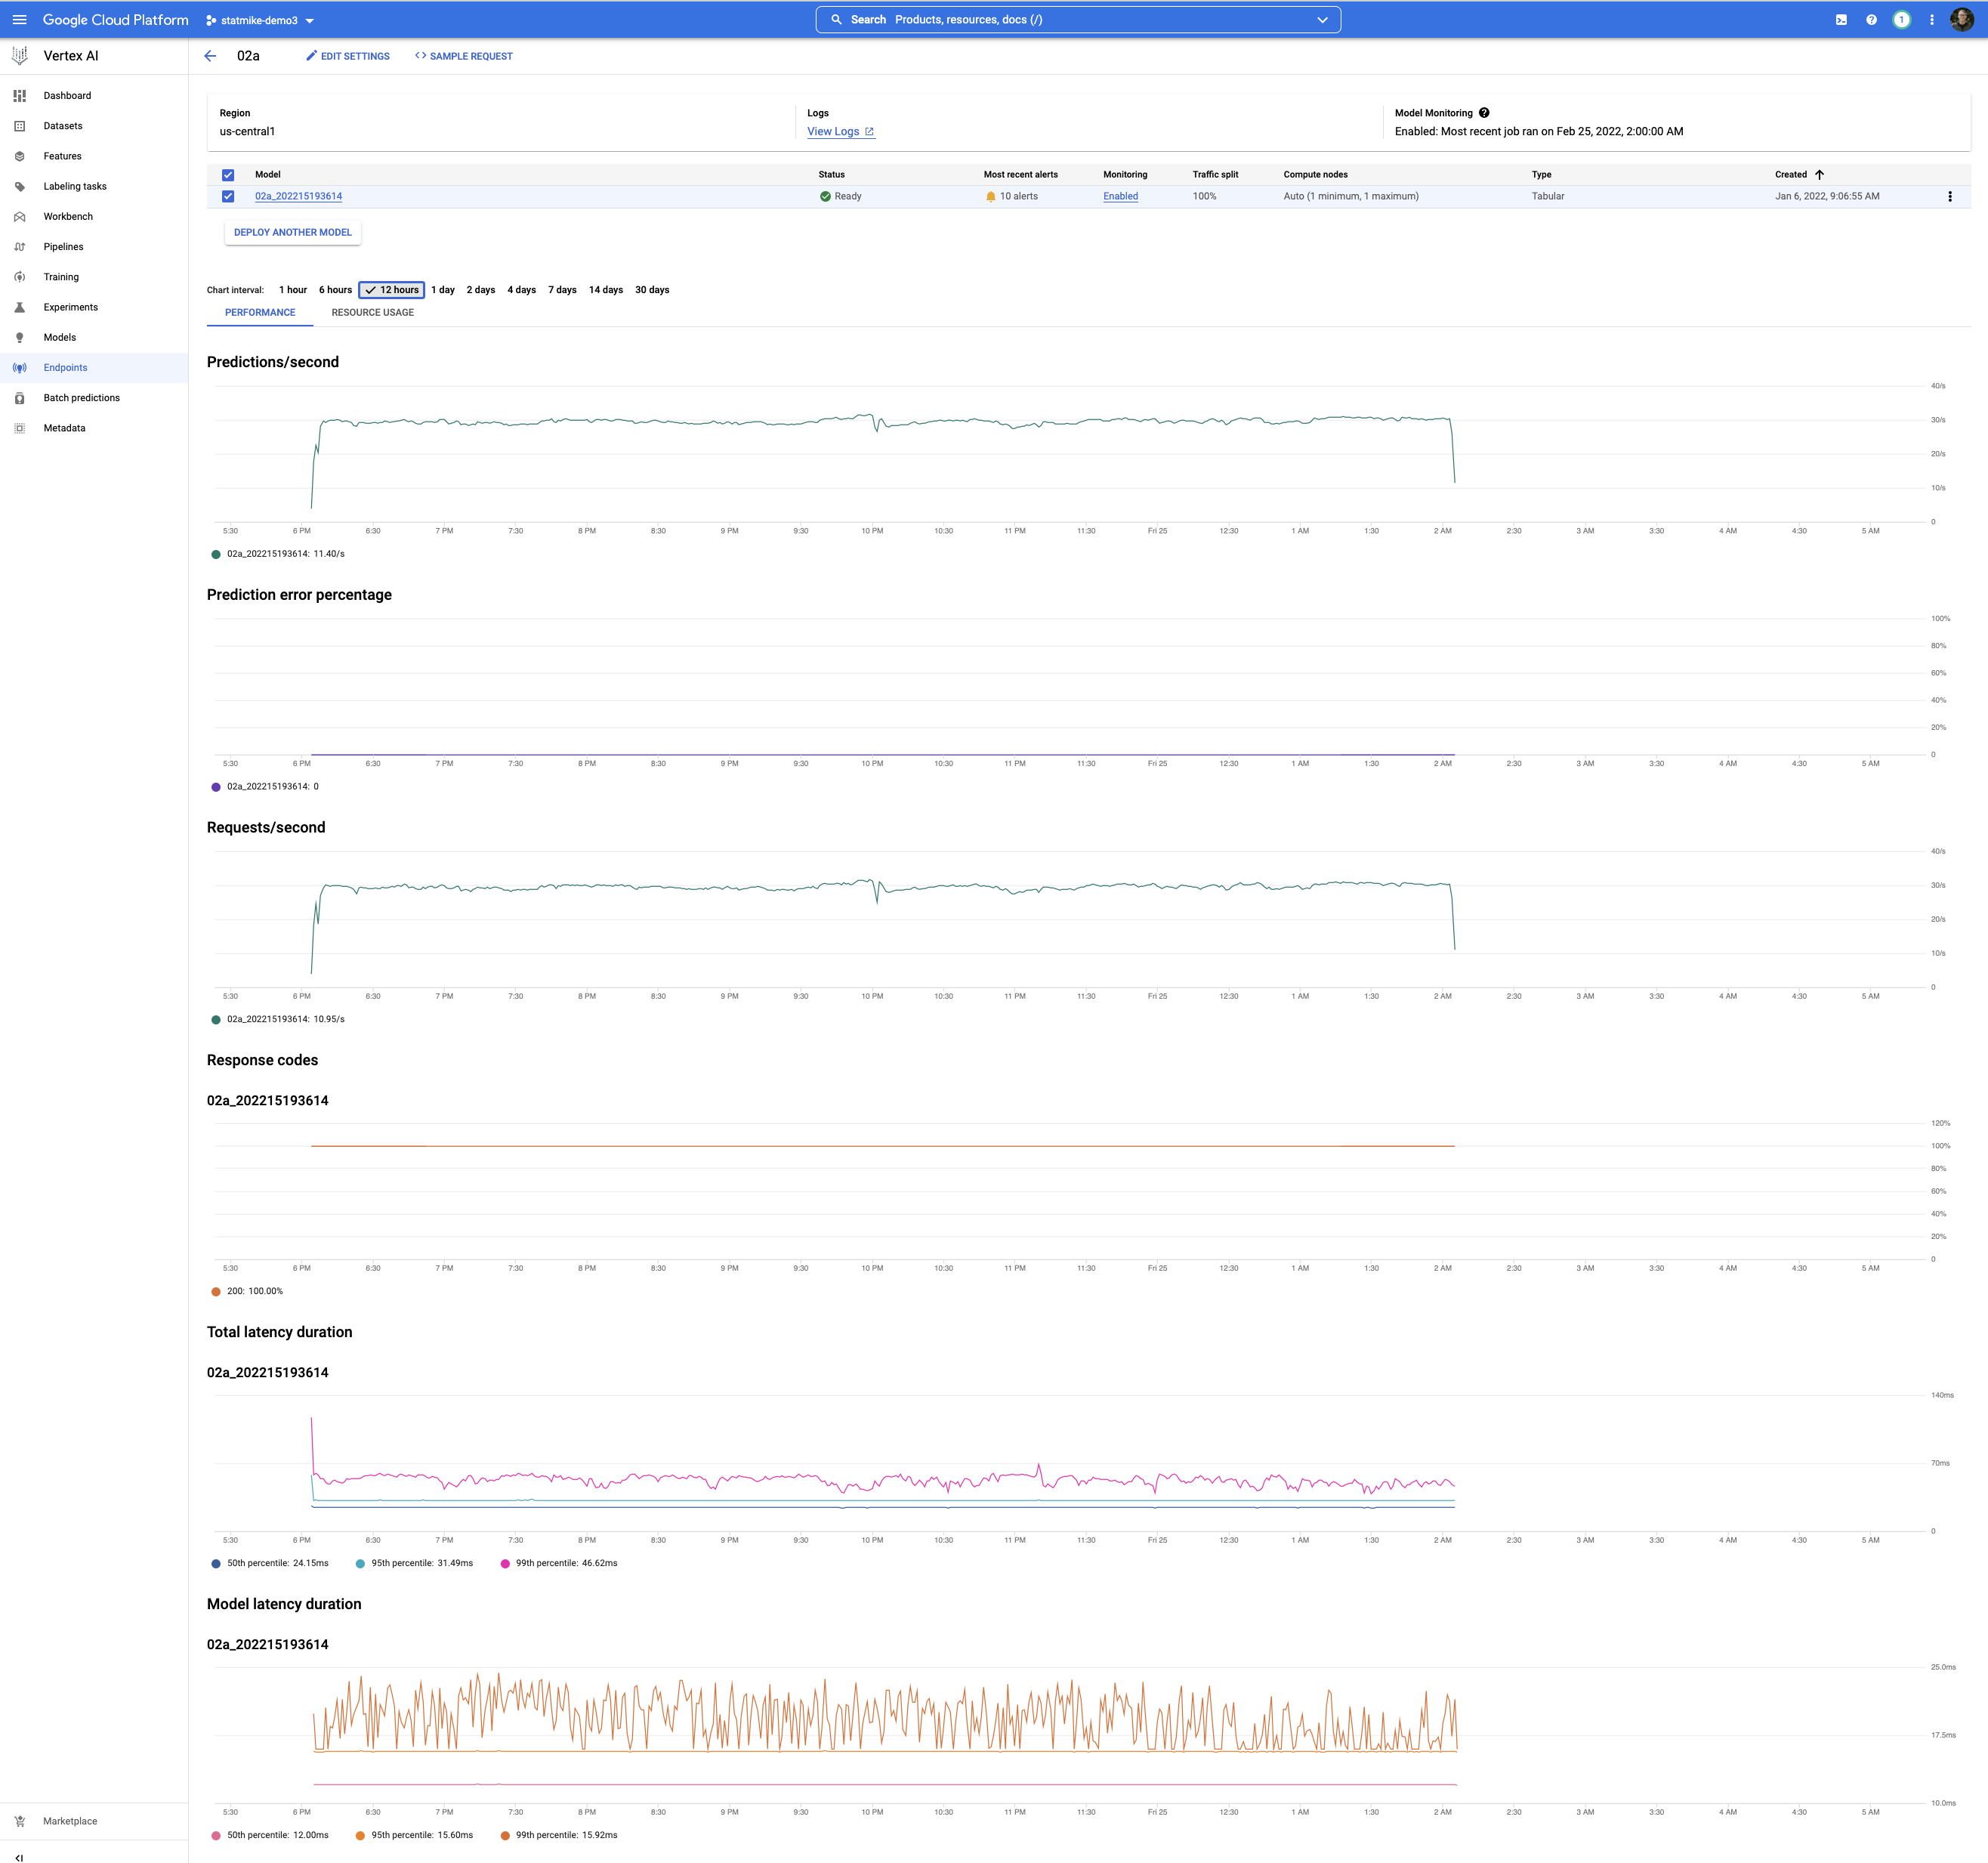 Google Cloud Platform statmike-demo3 Search Products, resources, docs (/) 1
Vertex AI 02a EDIT SETTINGS SAMPLE REQUEST
Dashboard
Datasets
Features
Labeling tasks
Workbench
Pipelines
Training
Experiments
Models
Endpoints
Batch predictions
Metadata
Marketplace
Region Logs Model Monitoring
us-central1 View Logs Enabled: Most recent job ran on Feb 25, 2022, 2:00:00 AM
Model Status Most recent alerts Monitoring Traffic split Compute nodes Type Created
02a_202215193614 Ready 10 alerts Enabled 100% Auto (1 minimum, 1 maximum) Tabular Jan 6, 2022, 9:06:55 AM
DEPLOY ANOTHER MODEL
Chart interval: 1 hour 6 hours 12 hours 1 day 2 days 4 days 7 days 14 days 30 days
PERFORMANCE RESOURCE USAGE
Predictions/second
40/s
30/s
20/s
10/s
0
5:30 6 PM 6:30 7 PM 7:30 8 PM 8:30 9 PM 9:30 10 PM 10:30 11 PM 11:30 Fri 25 12:30 1 AM 1:30 2 AM 2:30 3 AM 3:30 4 AM 4:30 5 AM
02a_202215193614: 11.40/s
Prediction error percentage
100%
80%
60%
40%
20%
0
5:30 6 PM 6:30 7 PM 7:30 8 PM 8:30 9 PM 9:30 10 PM 10:30 11 PM 11:30 Fri 25 12:30 1 AM 1:30 2 AM 2:30 3 AM 3:30 4 AM 4:30 5 AM
02a_202215193614: 0
Requests/second
40/s
30/s
20/s
10/s
0
5:30 6 PM 6:30 7 PM 7:30 8 PM 8:30 9 PM 9:30 10 PM 10:30 11 PM 11:30 Fri 25 12:30 1 AM 1:30 2 AM 2:30 3 AM 3:30 4 AM 4:30 5 AM
02a_202215193614: 10.95/s
Response codes
02a_202215193614
120%
100%
80%
60%
40%
20%
0
5:30 6 PM 6:30 7 PM 7:30 8 PM 8:30 9 PM 9:30 10 PM 10:30 11 PM 11:30 Fri 25 12:30 1 AM 1:30 2 AM 2:30 3 AM 3:30 4 AM 4:30 5 AM
200: 100.00%
Total latency duration
02a_202215193614
140ms
70ms
0
5:30 6 PM 6:30 7 PM 7:30 8 PM 8:30 9 PM 9:30 10 PM 10:30 11 PM 11:30 Fri 25 12:30 1 AM 1:30 2 AM 2:30 3 AM 3:30 4 AM 4:30 5 AM
50th percentile: 24.15ms 95th percentile: 31.49ms 99th percentile: 46.62ms
Model latency duration
02a_202215193614
25.0ms
17.5ms
10.0ms
5:30 6 PM 6:30 7 PM 7:30 8 PM 8:30 9 PM 9:30 10 PM 10:30 11 PM 11:30 Fri 25 12:30 1 AM 1:30 2 AM 2:30 3 AM 3:30 4 AM 4:30 5 AM
50th percentile: 12.00ms 95th percentile: 15.60ms 99th percentile: 15.92ms